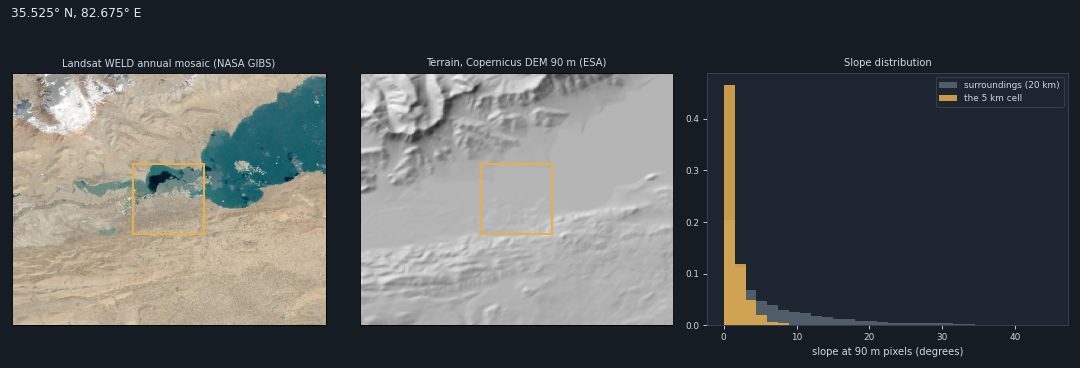 35.525° N, 82.675° E
Landsat WELD annual mosaic (NASA GIBS)
Terrain, Copernicus DEM 90 m (ESA)
Slope distribution
surroundings (20 km)
the 5 km cell
0.4
0.3
0.2
0.1
0.0
0 10 20 30 40
slope at 90 m pixels (degrees)